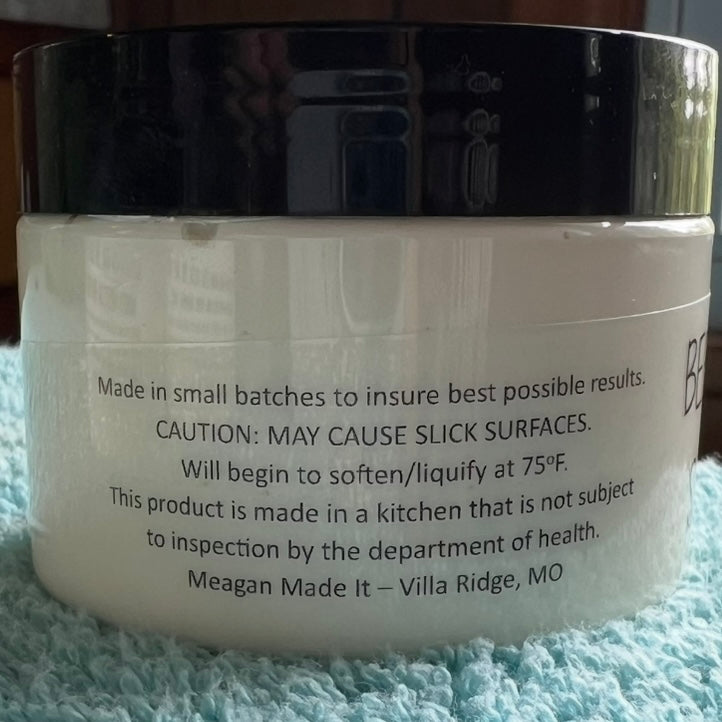 Made in small batches to insure best possible results.
CAUTION: MAY CAUSE SLICK SURFACES.
Will begin to soften/liquify at 75ºF.
This product is made in a kitchen that is not subject
to inspection by the department of health.
Meagan Made It – Villa Ridge, MO
BE